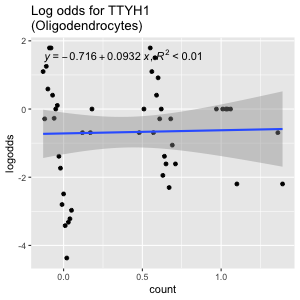 Log odds for TTYH1
(Oligodendrocytes)
y = −0.716 + 0.0932 x, R² < 0.01
2
0
-2
-4
logodds
0.0 0.5 1.0
count